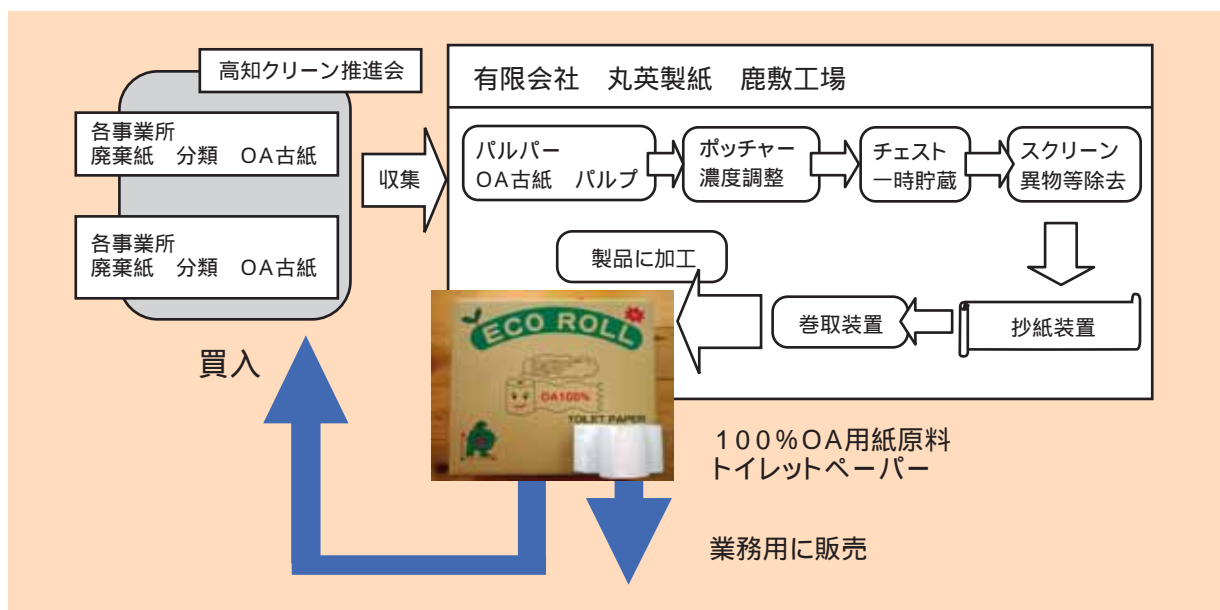 高知クリーン推進会
各事業所
廃棄紙　分類　OA古紙
各事業所
廃棄紙　分類　OA古紙
収集
有限会社　丸英製紙　鹿敷工場
パルパー
OA古紙　パルプ
ポッチャー
濃度調整
チェスト
一時貯蔵
スクリーン
異物等除去
抄紙装置
巻取装置
製品に加工
ECO ROLL
OA100%
TOILET PAPER
買入
100%OA用紙原料
トイレットペーパー
業務用に販売